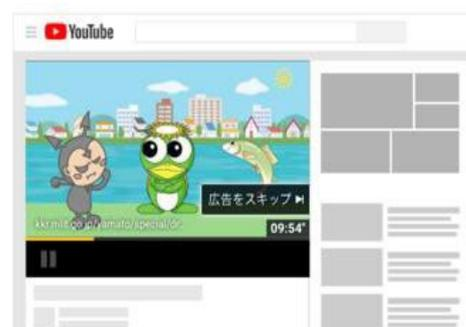 YouTube
広告をスキップ
kkr.mlit.go.jp/yamato/special/dr.
09:54"